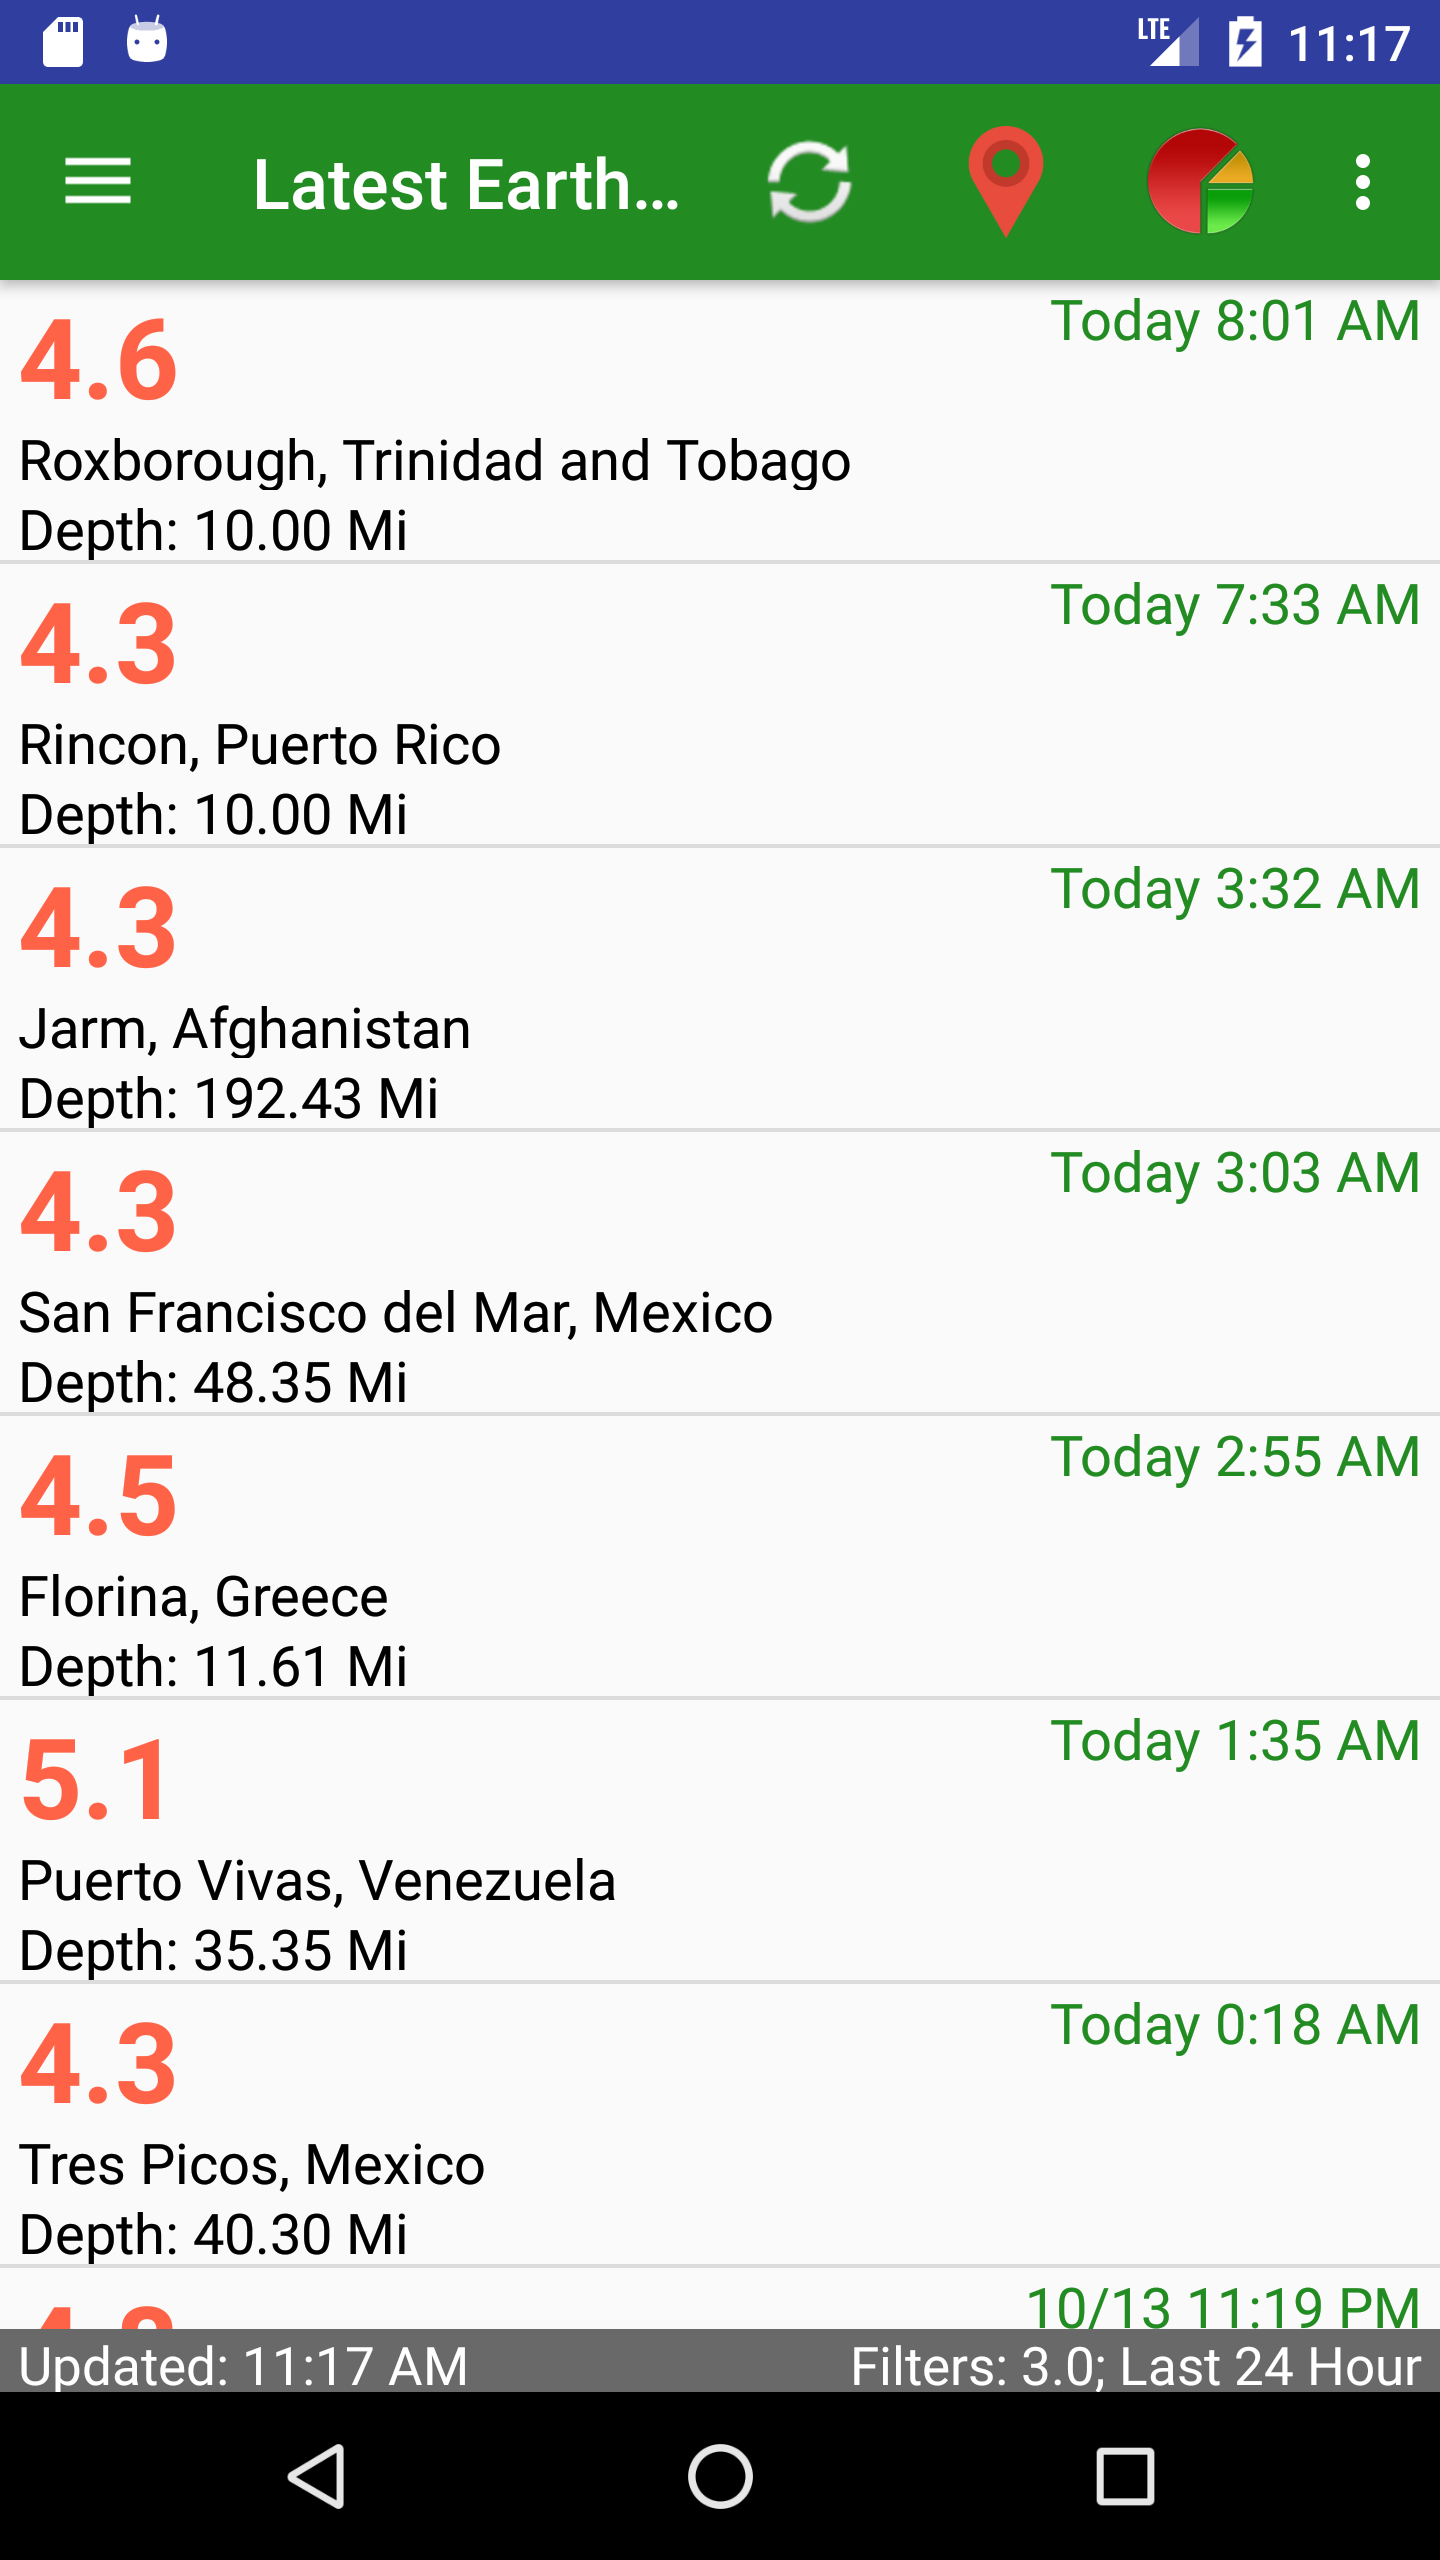 LTE 11:17
Latest Earth...
4.6
Today 8:01 AM
Roxborough, Trinidad and Tobago
Depth: 10.00 Mi
4.3
Today 7:33 AM
Rincon, Puerto Rico
Depth: 10.00 Mi
4.3
Today 3:32 AM
Jarm, Afghanistan
Depth: 192.43 Mi
4.3
Today 3:03 AM
San Francisco del Mar, Mexico
Depth: 48.35 Mi
4.5
Today 2:55 AM
Florina, Greece
Depth: 11.61 Mi
5.1
Today 1:35 AM
Puerto Vivas, Venezuela
Depth: 35.35 Mi
4.3
Today 0:18 AM
Tres Picos, Mexico
Depth: 40.30 Mi
10/13 11:19 PM
Updated: 11:17 AM
Filters: 3.0; Last 24 Hour